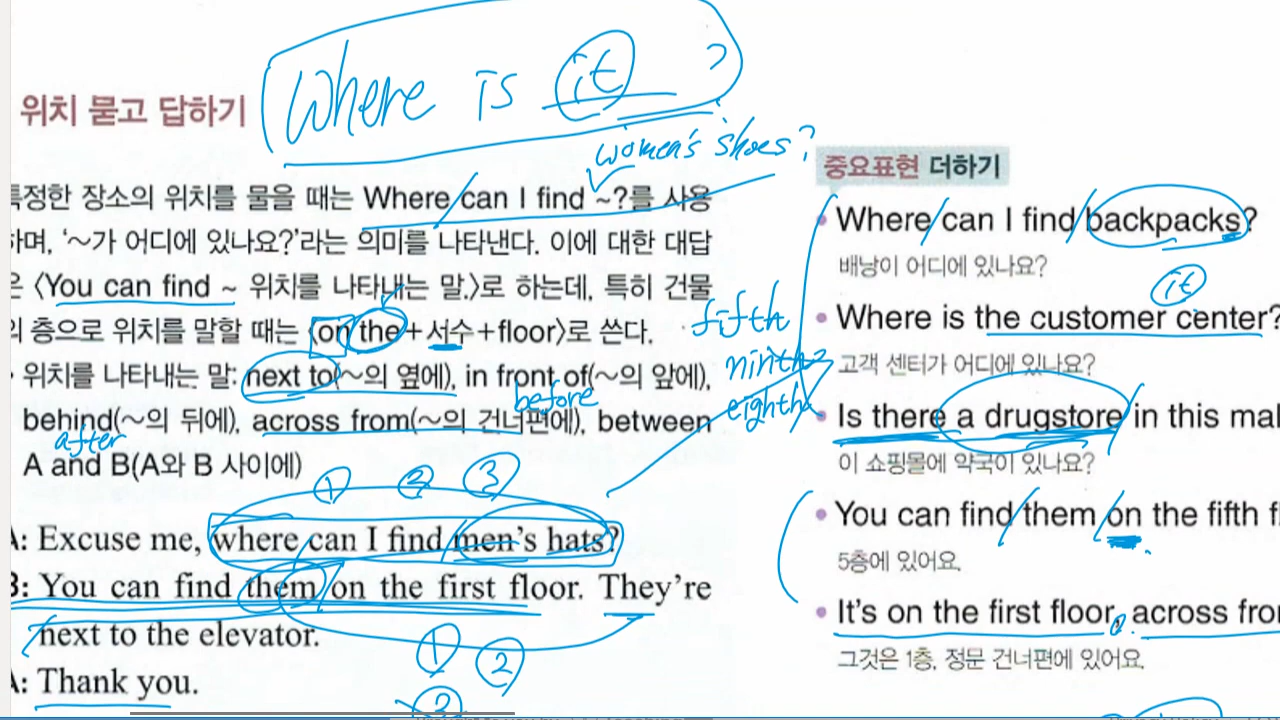 Where is it ?
위치 묻고 답하기
women's shoes?
특정한 장소의 위치를 물을 때는 Where can I find ~?를 사용
하며, '~가 어디에 있나요?'라는 의미를 나타낸다. 이에 대한 대답
은 〈You can find ~ 위치를 나타내는 말.〉로 하는데, 특히 건물
의 층으로 위치를 말할 때는 〈on the+서수+floor〉로 쓴다.
위치를 나타내는 말: next to(~의 옆에), in front of(~의 앞에),
before
behind(~의 뒤에), across from(~의 건너편에), between
after
A and B(A와 B 사이에)
① ② ③
A: Excuse me, where can I find men's hats?
B: You can find them on the first floor. They're
next to the elevator.
① ②
A: Thank you.
③
fifth
ninth
eighth
중요표현 더하기
• Where can I find backpacks?
배낭이 어디에 있나요?
it
• Where is the customer center?
고객 센터가 어디에 있나요?
• Is there a drugstore in this
이 쇼핑몰에 약국이 있나요?
• You can find them on the fifth
5층에 있어요.
• It's on the first floor, across
그것은 1층, 정문 건너편에 있어요.